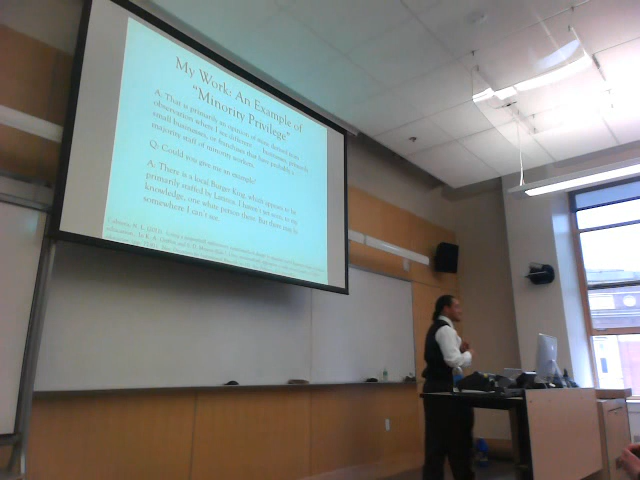 My Work: An Example of
"Minority Privilege"
A. That is primarily an opinion of mine derived from
observation where I see different businesses, primarily
small businesses, or franchises that have probably a
majority staff of minority workers.
Q: Could you give me an example?
A: There is a local Burger King, which appears to be
primarily staffed by Latinos. I haven't yet seen, to my
knowledge, one white person there. But there may be
somewhere I can't see.